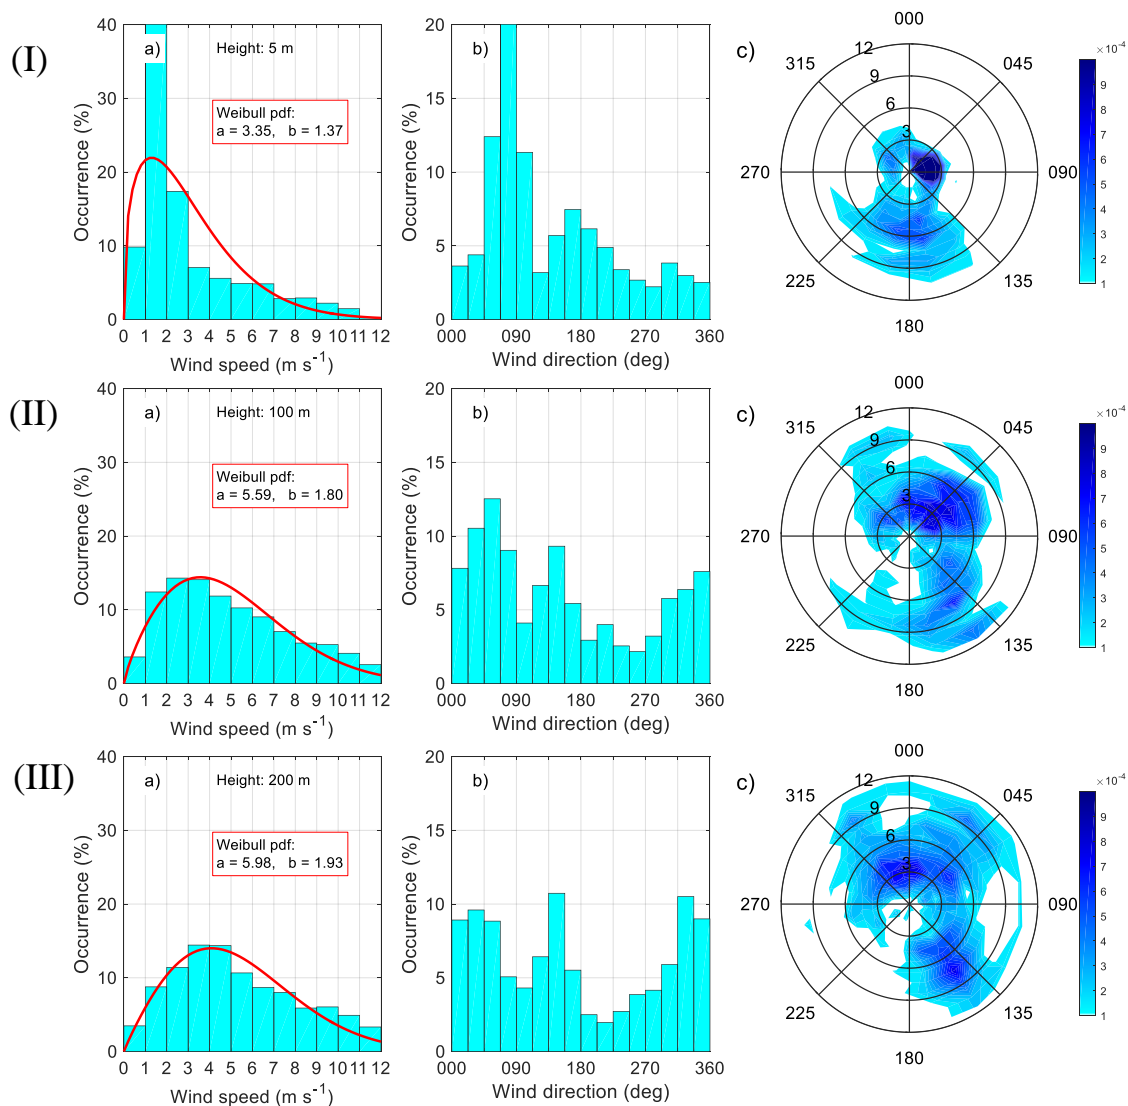 (I)
a)
Height: 5 m
Weibull pdf:
a = 3.35, b = 1.37
Occurrence (%)
40
30
20
10
0
0 1 2 3 4 5 6 7 8 9 10 11 12
Wind speed (m s⁻¹)
b)
Occurrence (%)
20
15
10
5
0
000 090 180 270 360
Wind direction (deg)
c)
000
045
090
135
180
225
270
315
12
9
6
3
×10⁻⁴
9
8
7
6
5
4
3
2
1
(II)
a)
Height: 100 m
Weibull pdf:
a = 5.59, b = 1.80
Occurrence (%)
40
30
20
10
0
0 1 2 3 4 5 6 7 8 9 10 11 12
Wind speed (m s⁻¹)
b)
Occurrence (%)
20
15
10
5
0
000 090 180 270 360
Wind direction (deg)
c)
000
045
090
135
180
225
270
315
12
9
6
3
×10⁻⁴
9
8
7
6
5
4
3
2
1
(III)
a)
Height: 200 m
Weibull pdf:
a = 5.98, b = 1.93
Occurrence (%)
40
30
20
10
0
0 1 2 3 4 5 6 7 8 9 10 11 12
Wind speed (m s⁻¹)
b)
Occurrence (%)
20
15
10
5
0
000 090 180 270 360
Wind direction (deg)
c)
000
045
090
135
180
225
270
315
12
9
6
3
×10⁻⁴
9
8
7
6
5
4
3
2
1